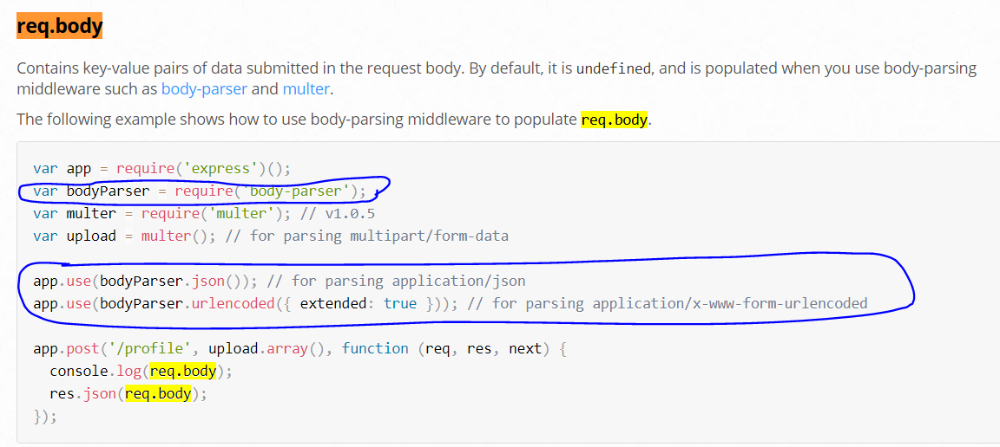 req.body
Contains key-value pairs of data submitted in the request body. By default, it is undefined, and is populated when you use body-parsing
middleware such as body-parser and multer.
The following example shows how to use body-parsing middleware to populate req.body.
var app = require('express')();
var bodyParser = require('body-parser');
var multer = require('multer'); // v1.0.5
var upload = multer(); // for parsing multipart/form-data
app.use(bodyParser.json()); // for parsing application/json
app.use(bodyParser.urlencoded({ extended: true })); // for parsing application/x-www-form-urlencoded
app.post('/profile', upload.array(), function (req, res, next) {
  console.log(req.body);
  res.json(req.body);
});